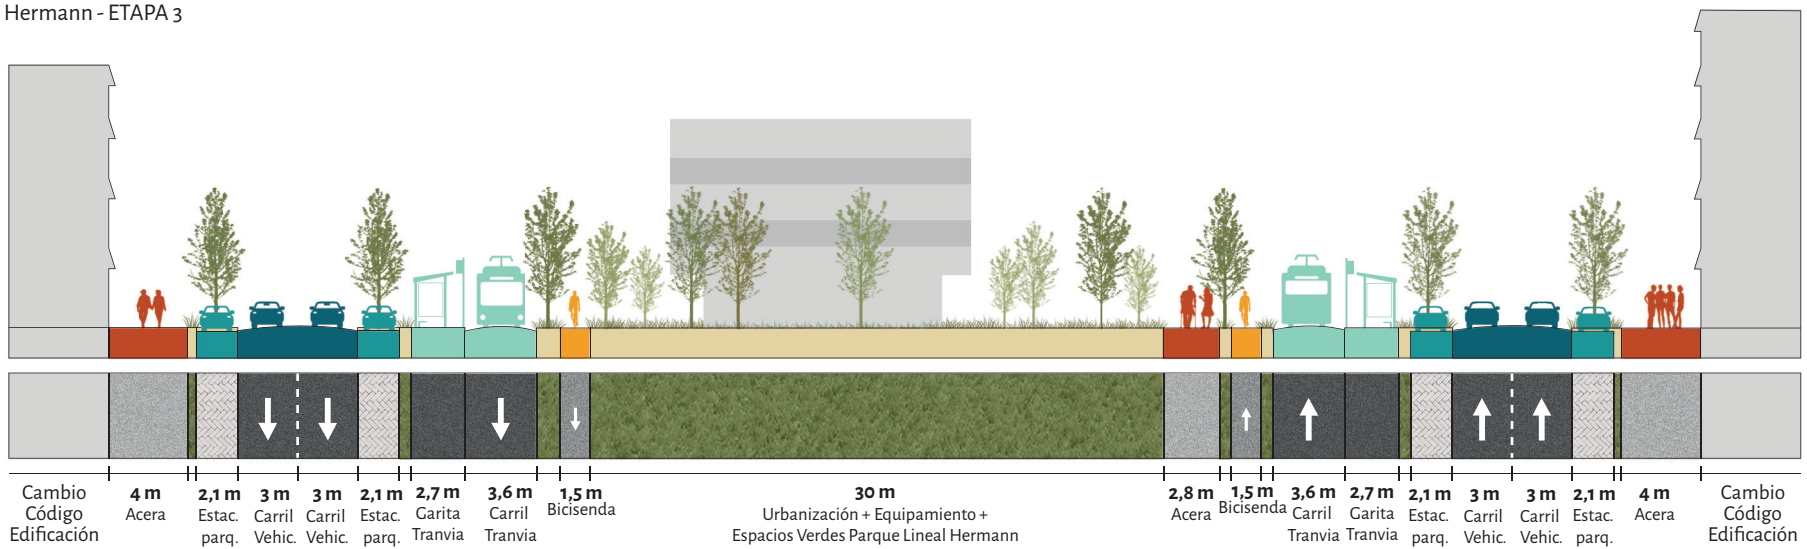 Hermann - ETAPA 3
Cambio
Código
Edificación
4 m
Acera
2,1 m
Estac.
parq.
3 m
Carril
Vehic.
3 m
Carril
Vehic.
2,1 m
Estac.
parq.
2,7 m
Garita
Tranvia
3,6 m
Carril
Tranvia
1,5 m
Bicisenda
30 m
Urbanización + Equipamiento +
Espacios Verdes Parque Lineal Hermann
2,8 m
Acera
1,5 m
Bicisenda
3,6 m
Carril
Tranvia
2,7 m
Garita
Tranvia
2,1 m
Estac.
parq.
3 m
Carril
Vehic.
3 m
Carril
Vehic.
2,1 m
Estac.
parq.
4 m
Acera
Cambio
Código
Edificación